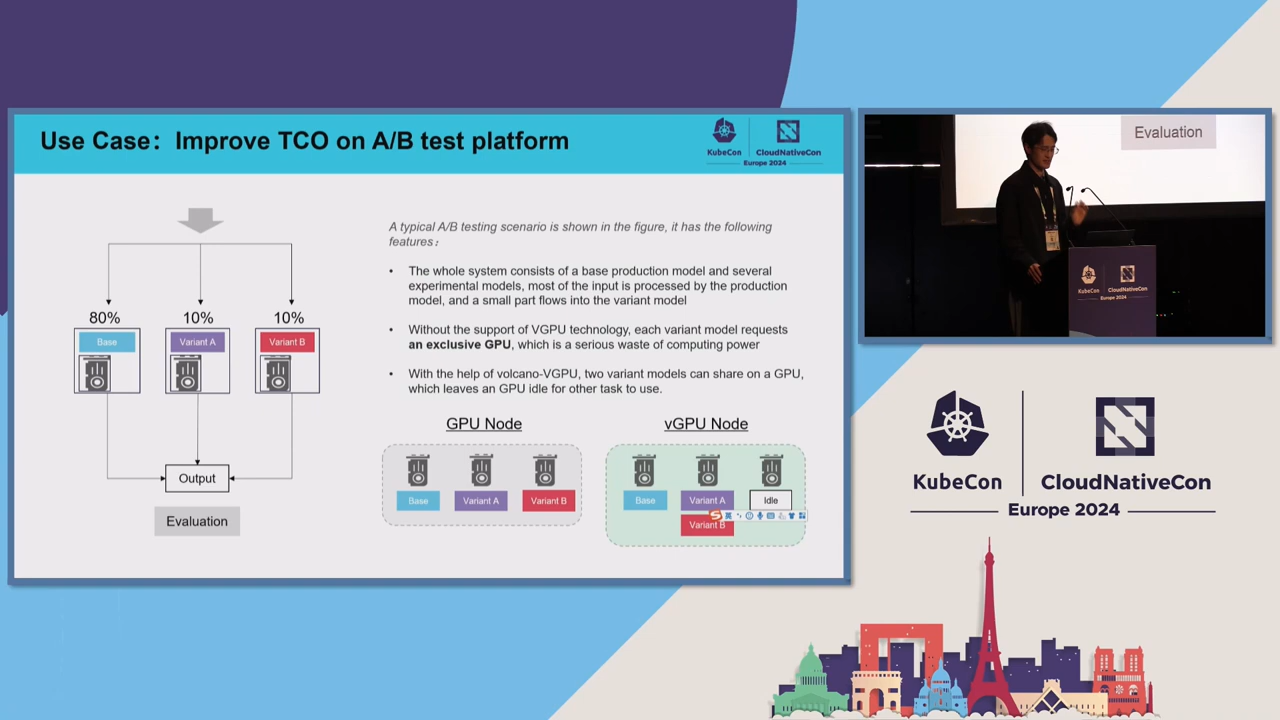 Use Case: Improve TCO on A/B test platform
KubeCon
CloudNativeCon
Europe 2024
A typical A/B testing scenario is shown in the figure, it has the following
features:
• The whole system consists of a base production model and several
experimental models, most of the input is processed by the production
model, and a small part flows into the variant model
• Without the support of VGPU technology, each variant model requests
an exclusive GPU, which is a serious waste of computing power
• With the help of volcano-VGPU, two variant models can share on a GPU,
which leaves an GPU idle for other task to use.
80%
10%
10%
Base
Variant A
Variant B
Output
Evaluation
GPU Node
Base
Variant A
Variant B
vGPU Node
Base
Variant A
Idle
Variant B
英
Evaluation
KubeCon
CloudNativeCon
Europe 2024
KubeCon
CloudNativeCon
Europe 2024